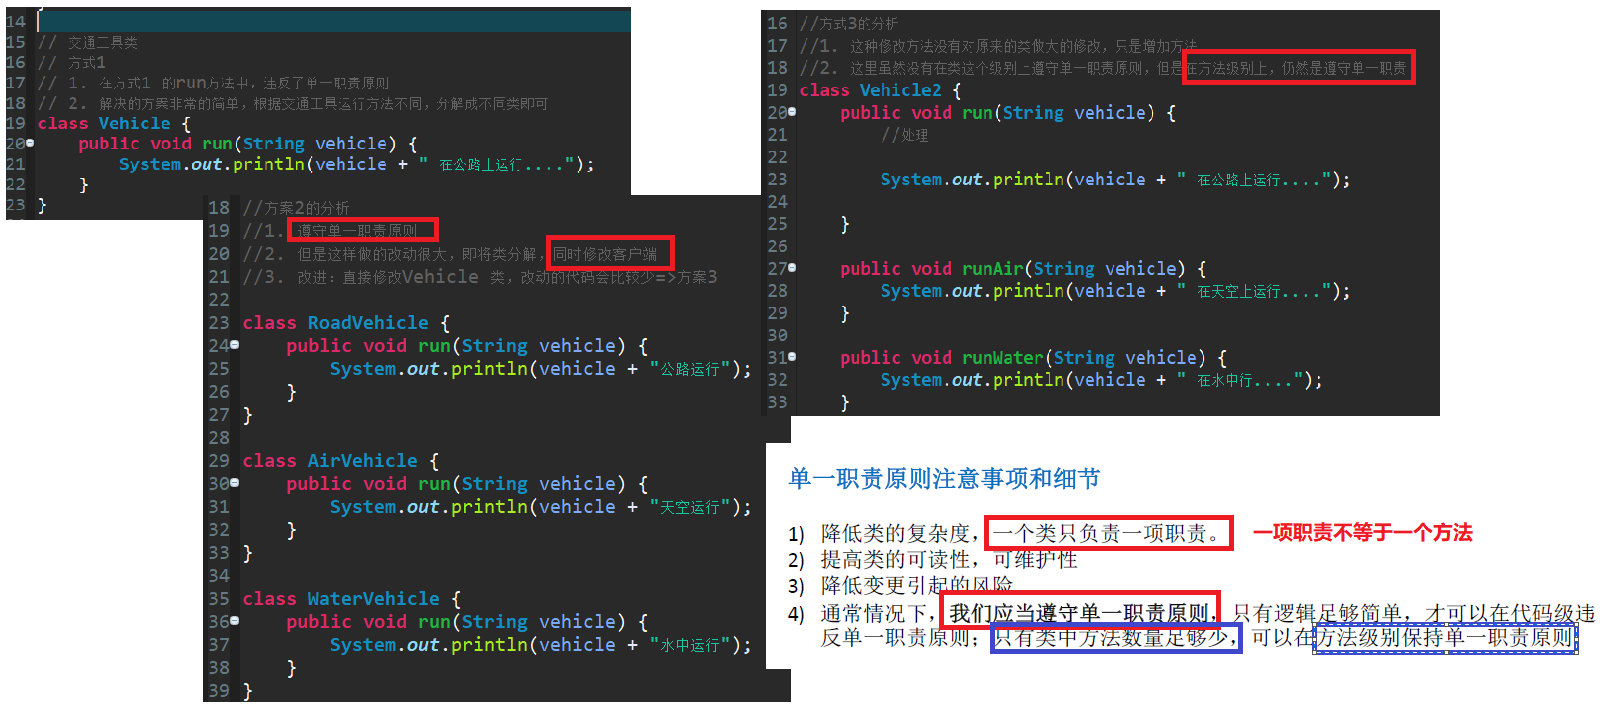 14
15 // 交通工具类
16 // 方式1
17 // 1. 在方式1 的run方法中，违反了单一职责原则
18 // 2. 解决的方案非常的简单，根据交通工具运行方法不同，分解成不同类即可
19 class Vehicle {
20 public void run(String vehicle) {
21 System.out.println(vehicle + " 在公路上运行....");
22 }
23 }
18 //方案2的分析
19 //1. 遵守单一职责原则
20 //2. 但是这样做的改动很大，即将类分解，同时修改客户端
21 //3. 改进：直接修改Vehicle 类，改动的代码会比较少=>方案3
22
23 class RoadVehicle {
24 public void run(String vehicle) {
25 System.out.println(vehicle + "公路运行");
26 }
27 }
28
29 class AirVehicle {
30 public void run(String vehicle) {
31 System.out.println(vehicle + "天空运行");
32 }
33 }
34
35 class WaterVehicle {
36 public void run(String vehicle) {
37 System.out.println(vehicle + "水中运行");
38 }
39 }
16 //方式3的分析
17 //1. 这种修改方法没有对原来的类做大的修改，只是增加方法
18 //2. 这里虽然没有在类这个级别上遵守单一职责原则，但是在方法级别上，仍然是遵守单一职责
19 class Vehicle2 {
20 public void run(String vehicle) {
21 //处理
22
23 System.out.println(vehicle + " 在公路上运行....");
24
25 }
26
27 public void runAir(String vehicle) {
28 System.out.println(vehicle + " 在天空上运行....");
29 }
30
31 public void runWater(String vehicle) {
32 System.out.println(vehicle + " 在水中行....");
33 }
单一职责原则注意事项和细节
1) 降低类的复杂度，一个类只负责一项职责。 一项职责不等于一个方法
2) 提高类的可读性，可维护性
3) 降低变更引起的风险
4) 通常情况下，我们应当遵守单一职责原则，只有逻辑足够简单，才可以在代码级违
反单一职责原则；只有类中方法数量足够少，可以在方法级别保持单一职责原则